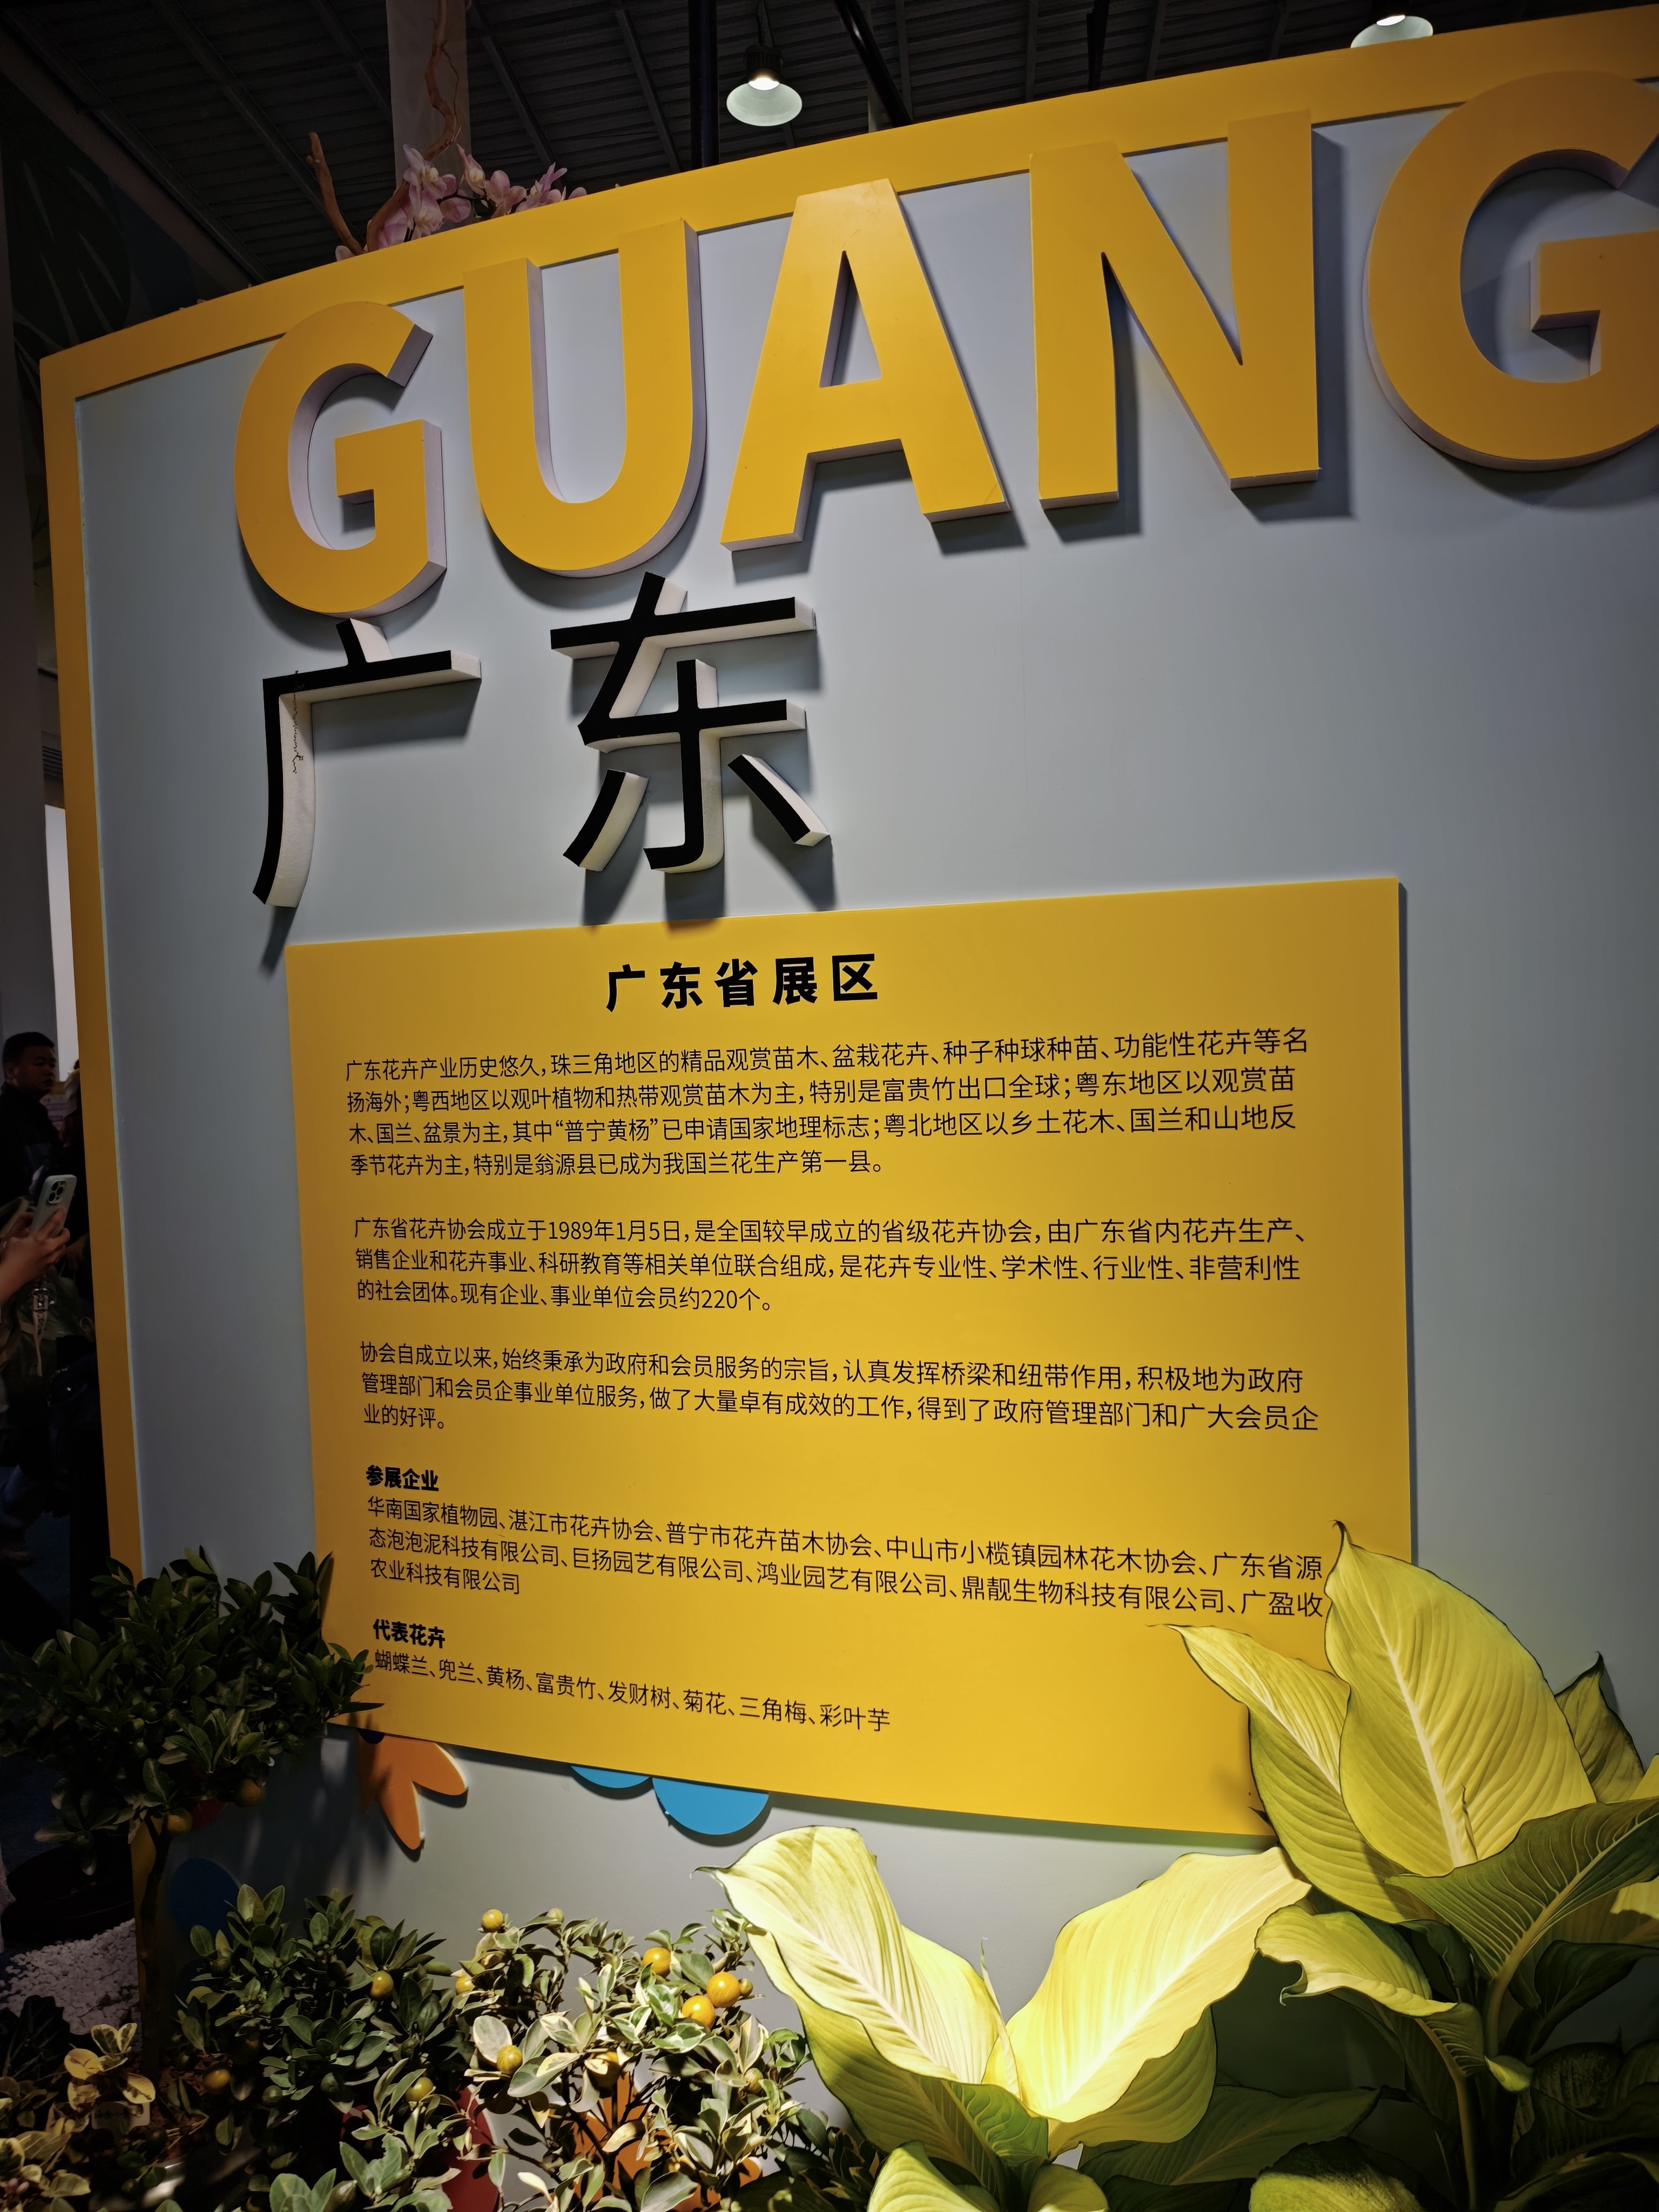 GUANG
广东
广东省展区
广东花卉产业历史悠久，珠三角地区的精品观赏苗木、盆栽花卉、种子种球种苗、功能性花卉等名
扬海外；粤西地区以观叶植物和热带观赏苗木为主，特别是富贵竹出口全球；粤东地区以观赏苗
木、国兰、盆景为主，其中“普宁黄杨”已申请国家地理标志；粤北地区以乡土花木、国兰和山地反
季节花卉为主，特别是翁源县已成为我国兰花生产第一县。
广东省花卉协会成立于1989年1月5日，是全国较早成立的省级花卉协会，由广东省内花卉生产、
销售企业和花卉事业、科研教育等相关单位联合组成，是花卉专业性、学术性、行业性、非营利性
的社会团体。现有企业、事业单位会员约220个。
协会自成立以来，始终秉承为政府和会员服务的宗旨，认真发挥桥梁和纽带作用，积极地为政府
管理部门和会员企事业单位服务，做了大量卓有成效的工作，得到了政府管理部门和广大会员企
业的好评。
参展企业
华南国家植物园、湛江市花卉协会、普宁市花卉苗木协会、中山市小榄镇园林花木协会、广东省源
态泡泡泥科技有限公司、巨扬园艺有限公司、鸿业园艺有限公司、鼎靓生物科技有限公司、广盈收
农业科技有限公司
代表花卉
蝴蝶兰、兜兰、黄杨、富贵竹、发财树、菊花、三角梅、彩叶芋